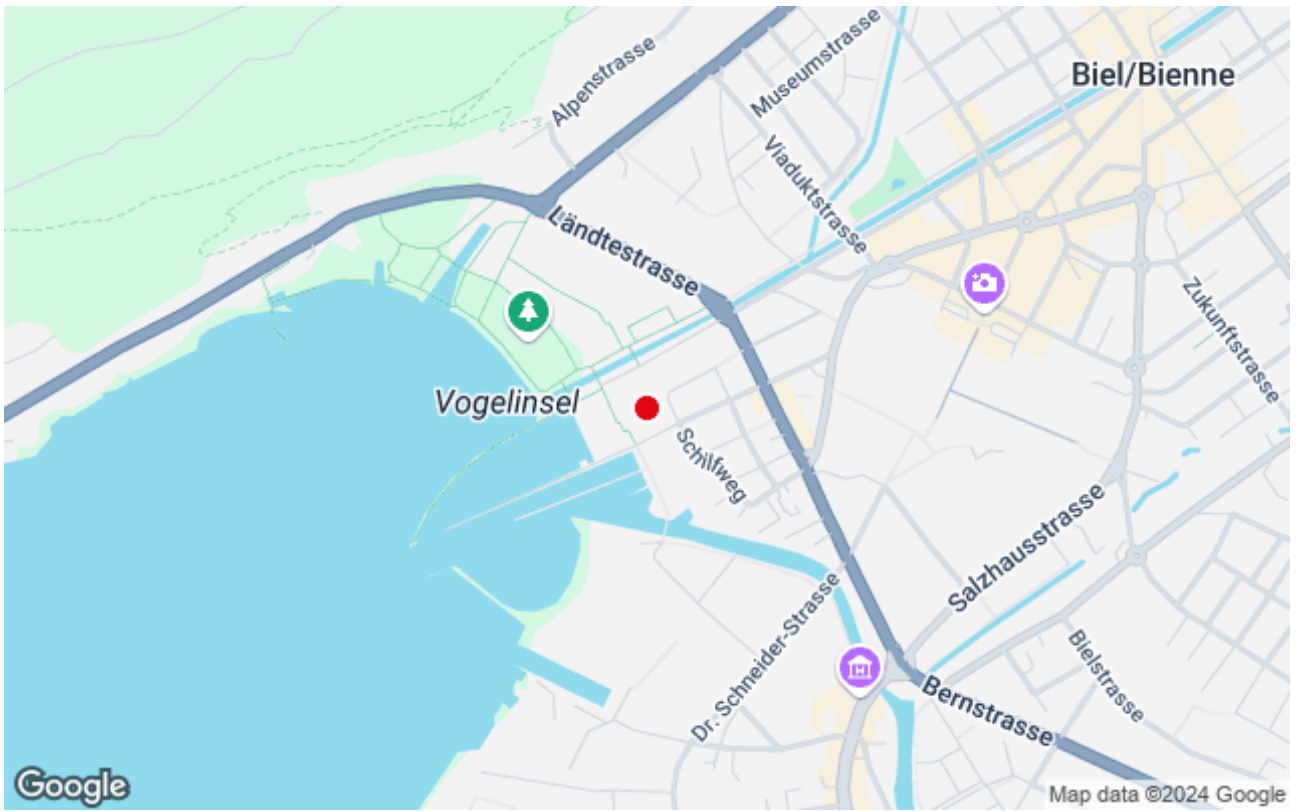 Alpenstrasse
Museumstrasse
Biel/Bienne
Viaduktstrasse
Ländtestrasse
Zukunftstrasse
Vogelinsel
Schilfweg
Salzhausstrasse
Dr. Schneider-Strasse
Bielstrasse
Bernstrasse
H
Google
Map data ©2024 Google